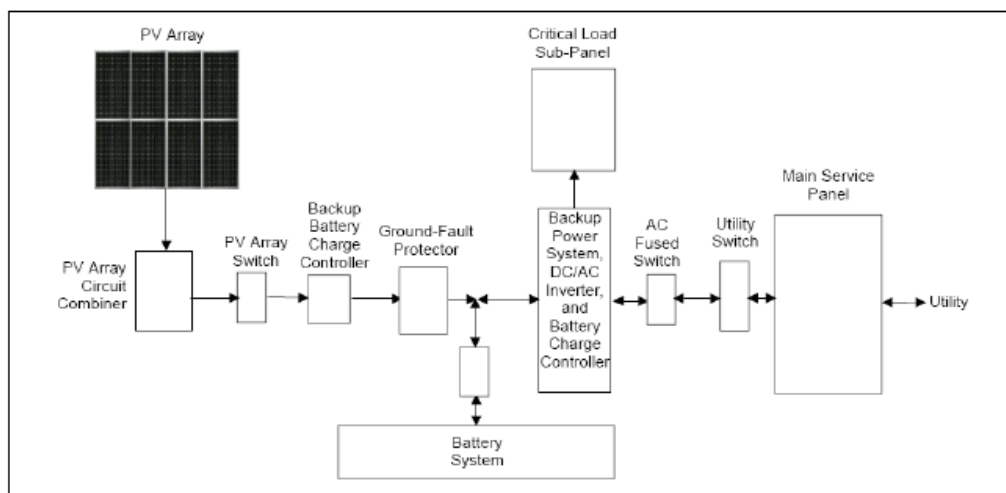 PV Array
Critical Load
Sub-Panel
Main Service
Panel
PV Array
Circuit
Combiner
PV Array
Switch
Backup
Battery
Charge
Controller
Ground-Fault
Protector
Backup
Power
System,
DC/AC
Inverter,
and
Battery
Charge
Controller
AC
Fused
Switch
Utility
Switch
Utility
Battery
System